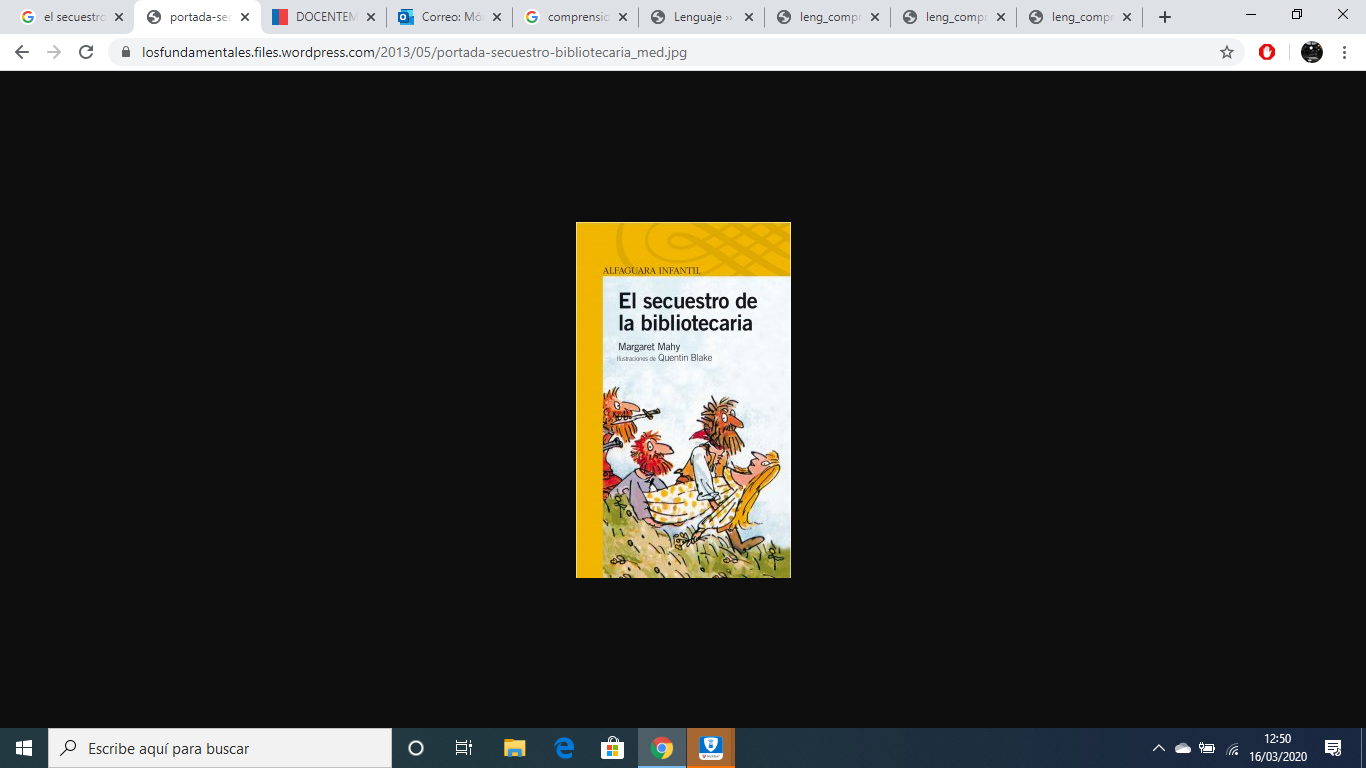 el secuestro
portada-sec
DOCENTEM
Correo: Mó
comprensio
Lenguaje ››
leng_compr
leng_compr
leng_compr
losfundamentales.files.wordpress.com/2013/05/portada-secuestro-bibliotecaria_med.jpg
ALFAGUARA INFANTIL
El secuestro de
la bibliotecaria
Margaret Mahy
Ilustraciones de Quentin Blake
Escribe aquí para buscar
12:50
16/03/2020